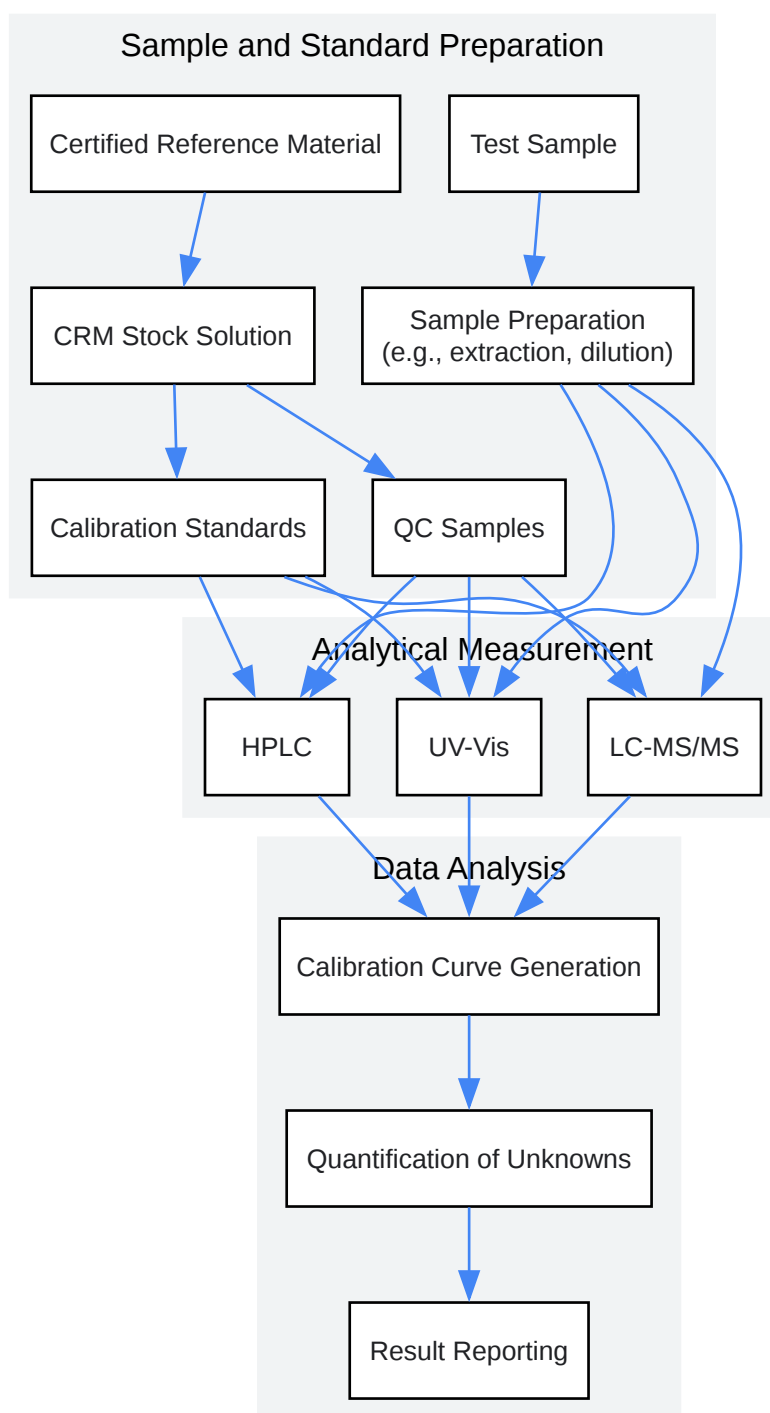 Sample and Standard Preparation
Certified Reference Material
Test Sample
CRM Stock Solution
Sample Preparation
(e.g., extraction, dilution)
Calibration Standards
QC Samples
Analytical Measurement
HPLC
UV-Vis
LC-MS/MS
Data Analysis
Calibration Curve Generation
Quantification of Unknowns
Result Reporting